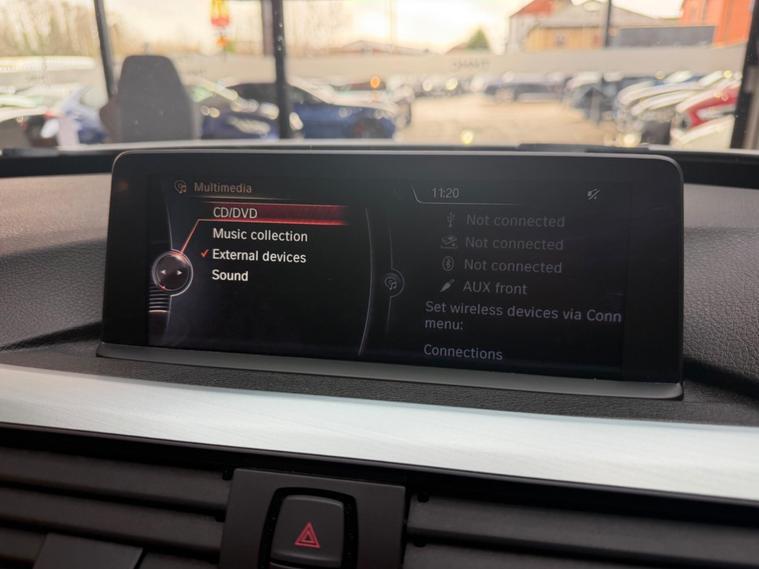 Multimedia
11:20
CD/DVD
Music collection
External devices
Sound
Not connected
Not connected
Not connected
AUX front
Set wireless devices via Conn
menu:
Connections